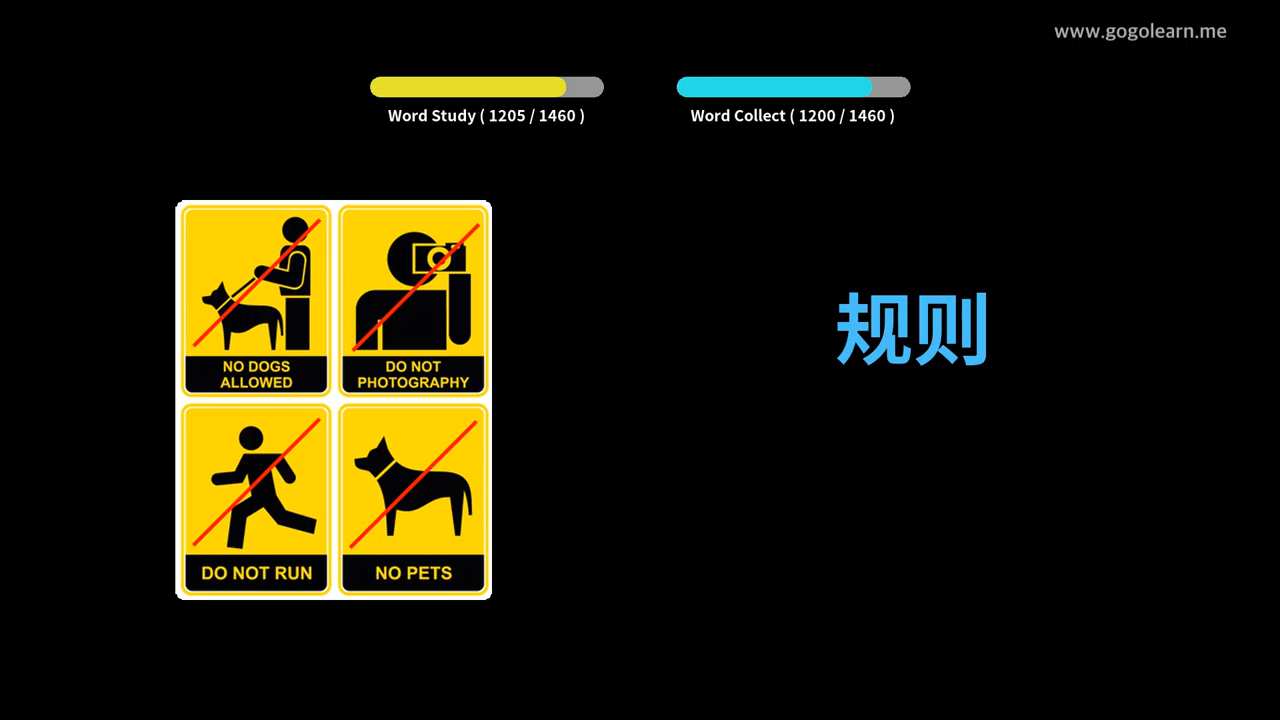 www.gogolearn.me
Word Study ( 1205 / 1460 )
Word Collect ( 1200 / 1460 )
NO DOGS
ALLOWED
DO NOT
PHOTOGRAPHY
DO NOT RUN
NO PETS
规则